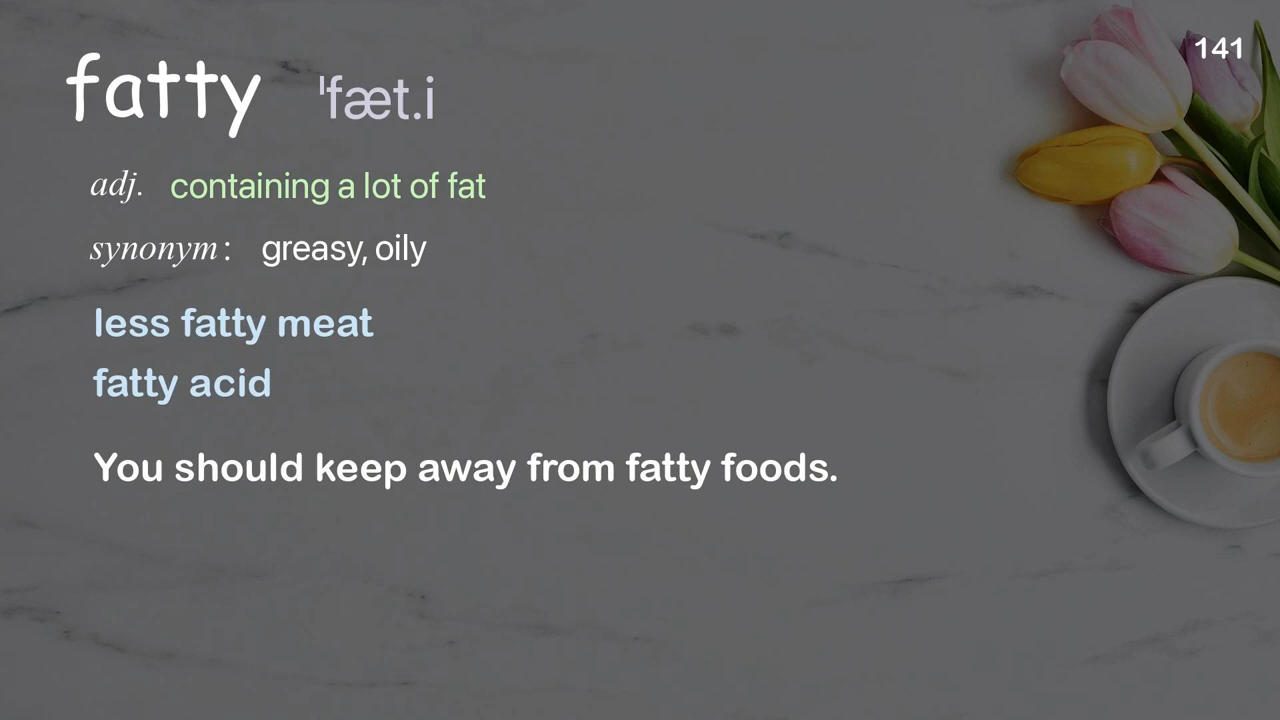 141
fatty ˈfæt.i
adj. containing a lot of fat
synonym: greasy, oily
less fatty meat
fatty acid
You should keep away from fatty foods.